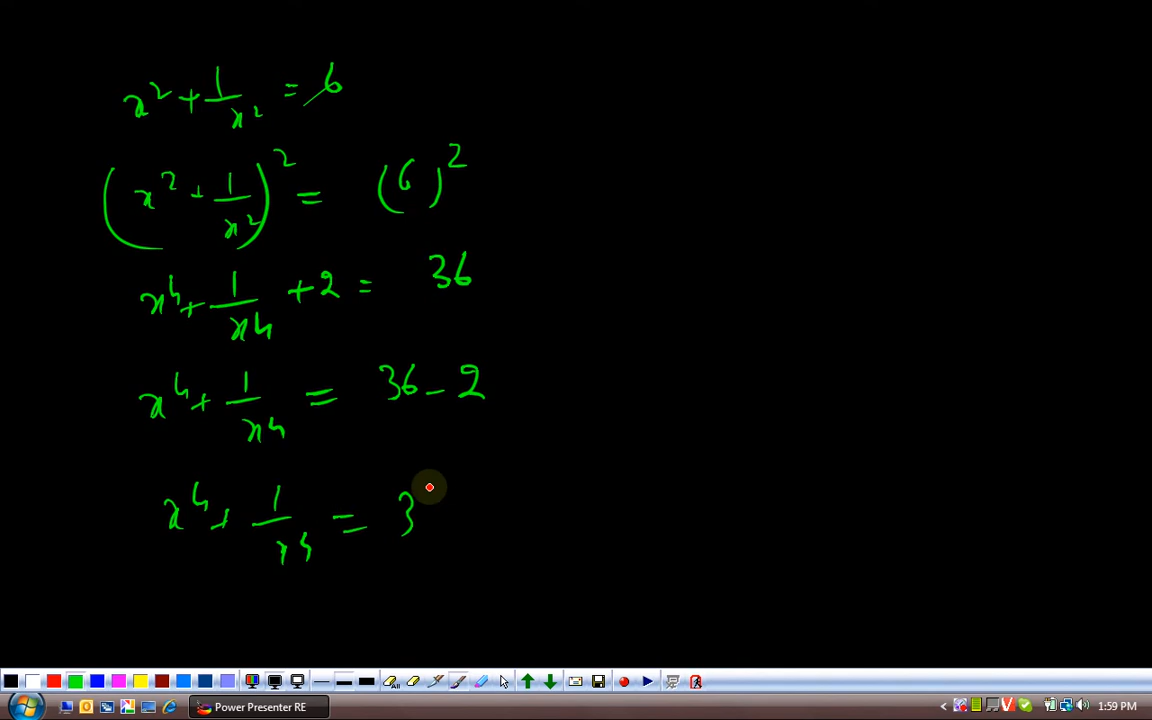 x² + 1/x² = 6
(x² + 1/x²)² = (6)²
x⁴ + 1/x⁴ + 2 = 36
x⁴ + 1/x⁴ = 36 - 2
x⁴ + 1/x⁴ = 3
All
Power Presenter RE
1:59 PM